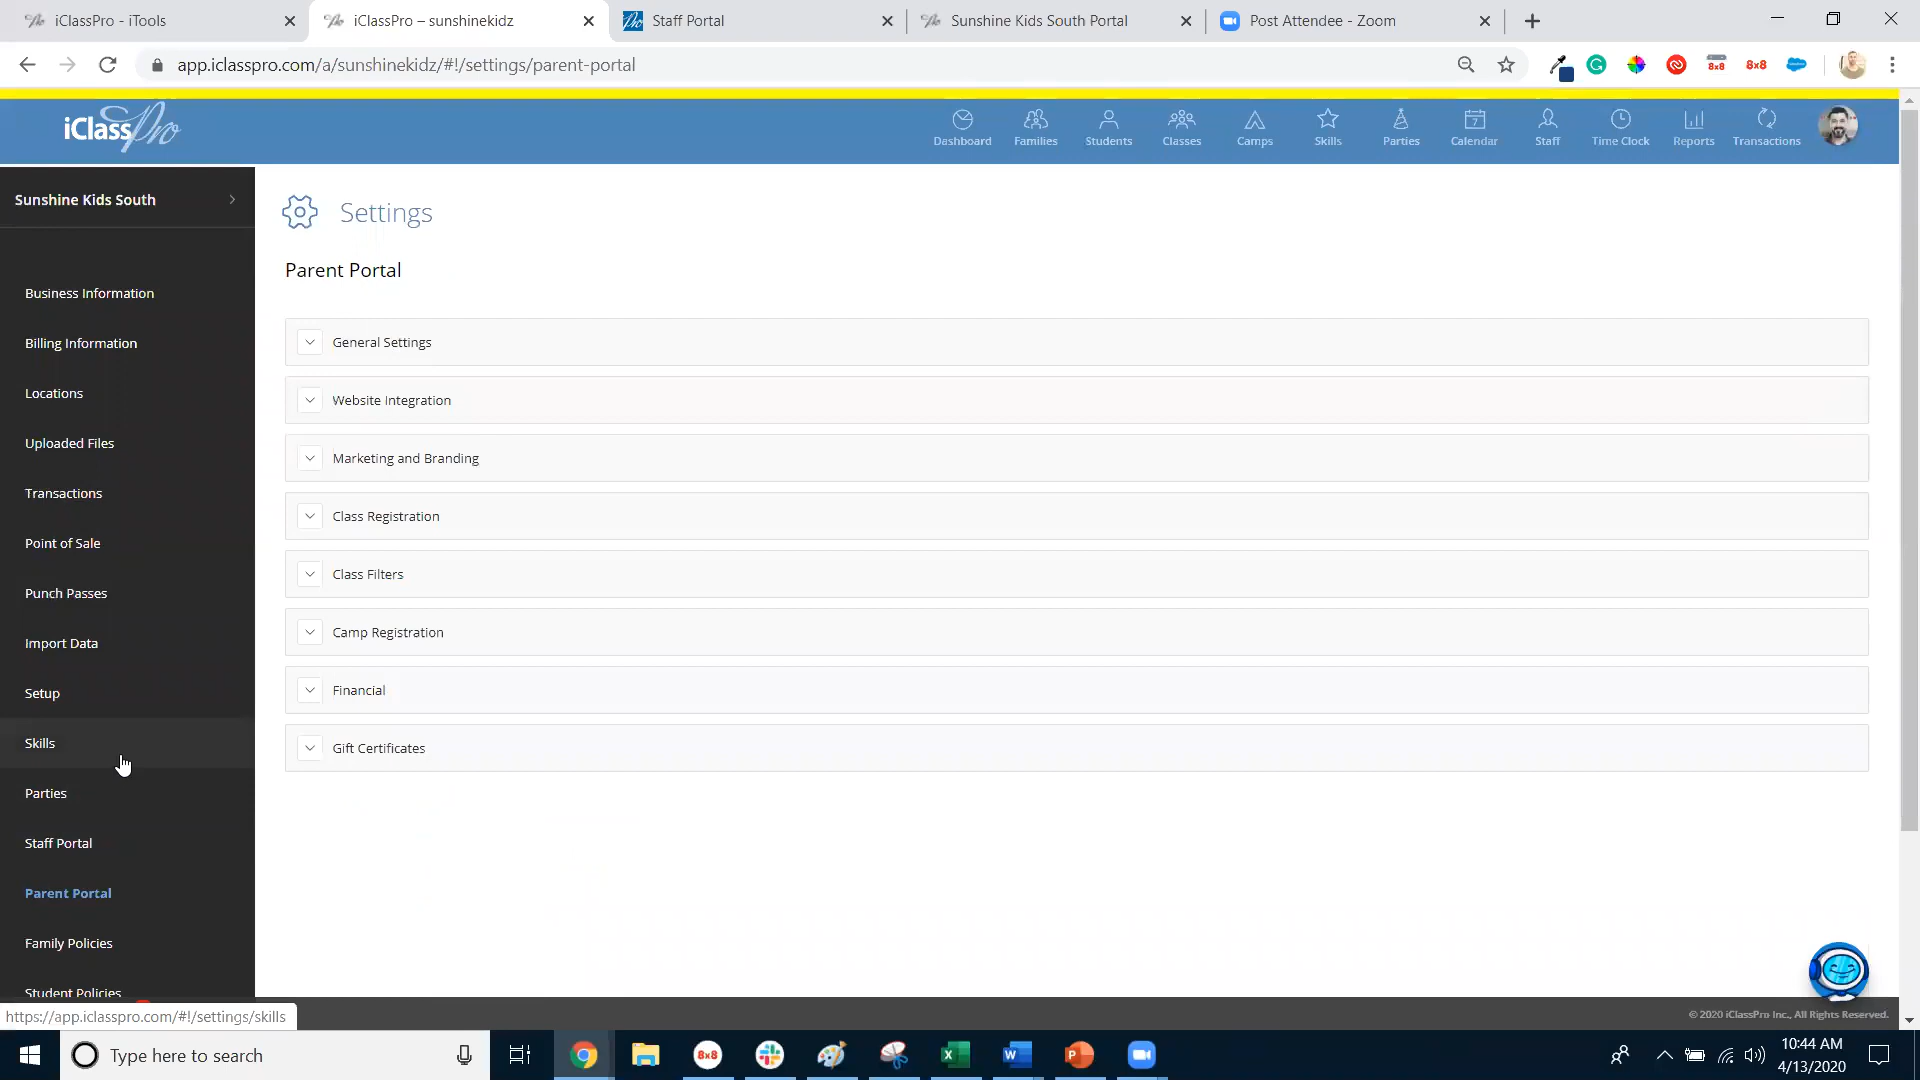 iClassPro - iTools
iClassPro – sunshinekidz
Staff Portal
Sunshine Kids South Portal
Post Attendee - Zoom
app.iclasspro.com/a/sunshinekidz/#!/settings/parent-portal
8x8
8x8
iClassPro
Dashboard
Families
Students
Classes
Camps
Skills
Parties
7
Calendar
Staff
Time Clock
Reports
Transactions
Sunshine Kids South
Business Information
Billing Information
Locations
Uploaded Files
Transactions
Point of Sale
Punch Passes
Import Data
Setup
Skills
Parties
Staff Portal
Parent Portal
Family Policies
Student Policies
Settings
Parent Portal
General Settings
Website Integration
Marketing and Branding
Class Registration
Class Filters
Camp Registration
Financial
Gift Certificates
https://app.iclasspro.com/#!/settings/skills
© 2020 iClassPro Inc., All Rights Reserved.
Type here to search
8x8
10:44 AM
4/13/2020